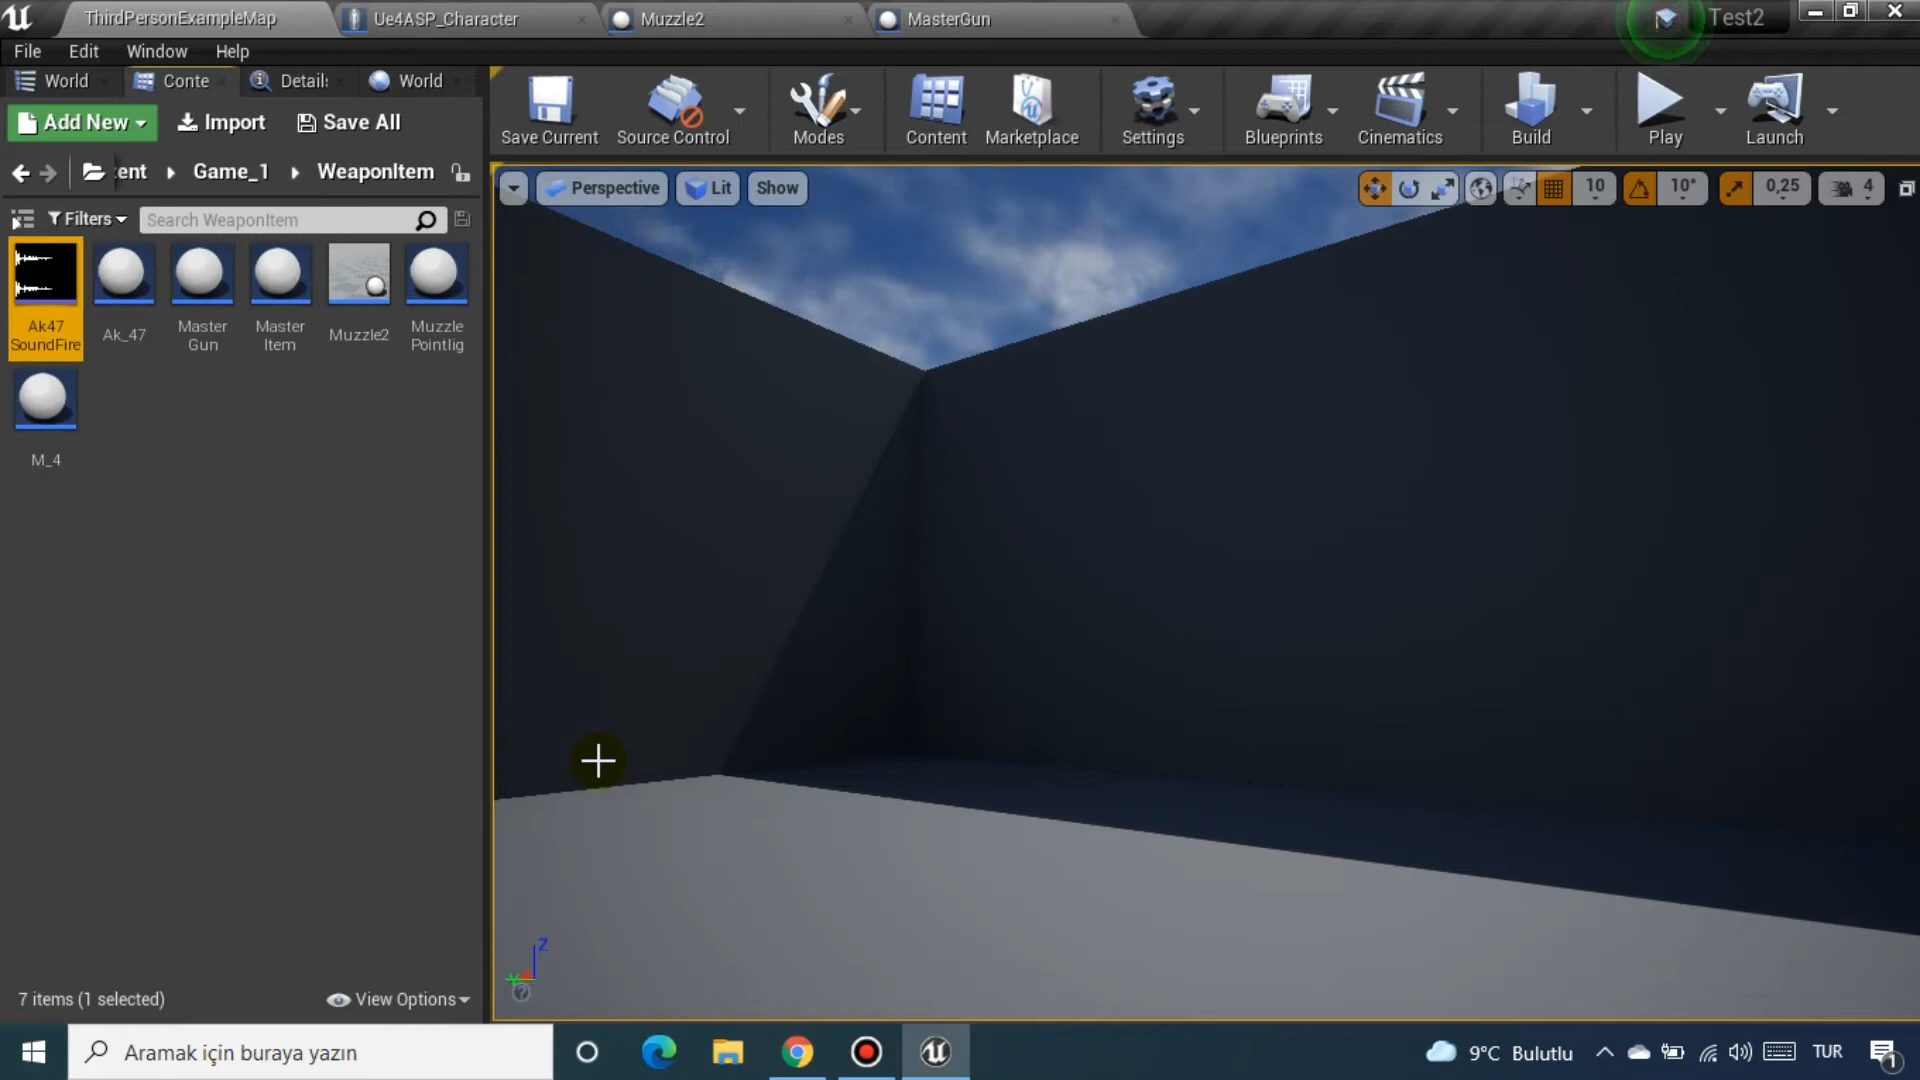 ThirdPersonExampleMap
Ue4ASP_Character
Muzzle2
MasterGun
Test2
File Edit Window Help
World
Conte
Details
World
Add New
Import
Save All
Save Current
Source Control
Modes
Content
Marketplace
Settings
Blueprints
Cinematics
Build
Play
Launch
Game_1
WeaponItem
Filters
Search WeaponItem
Perspective
Lit
Show
10
10°
0,25
4
Ak47
SoundFire
Ak_47
Master
Gun
Master
Item
Muzzle2
Muzzle
Pointlig
M_4
Z
7 items (1 selected)
View Options
Aramak için buraya yazın
9°C Bulutlu
TUR
1